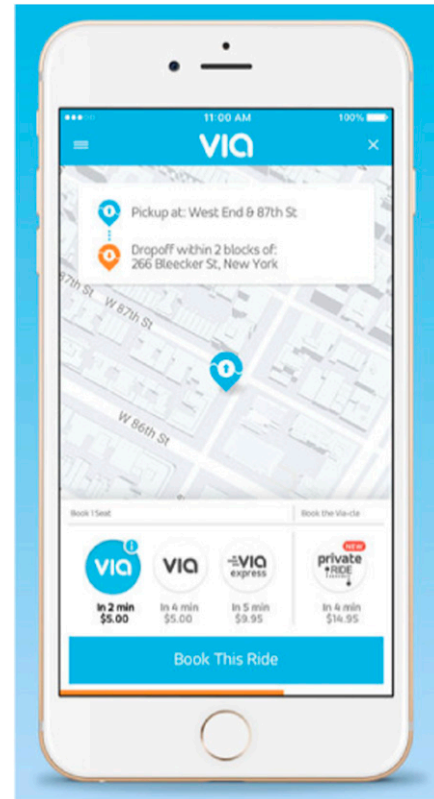 11:00 AM
100%
VIA
Pickup at: West End & 87th St
Dropoff within 2 blocks of:
266 Bleecker St, New York
87th St
W 87th St
W 86th St
Book 1 Seat
Book the Via-cle
VIA
VIA
VIA
express
NEW
private
RIDE
In 2 min
$5.00
In 4 min
$5.00
In 5 min
$9.95
In 4 min
$14.95
Book This Ride